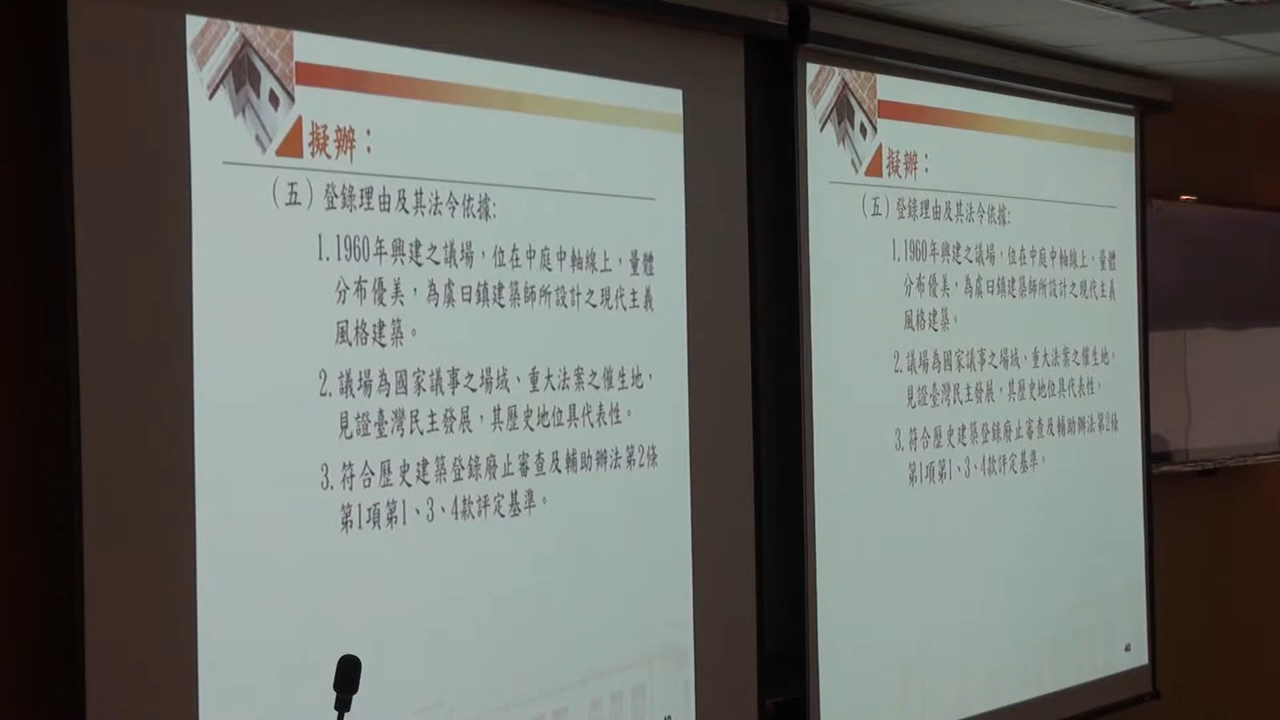 擬辦：
（五）登錄理由及其法令依據:
1.1960年興建之議場，位在中庭中軸線上，量體
分布優美，為虞曰鎮建築師所設計之現代主義
風格建築。
2.議場為國家議事之場域、重大法案之催生地，
見證臺灣民主發展，其歷史地位具代表性。
3.符合歷史建築登錄廢止審查及輔助辦法第2條
第1項第1、3、4款評定基準。
擬辦：
（五）登錄理由及其法令依據:
1.1960年興建之議場，位在中庭中軸線上，量體
分布優美，為虞曰鎮建築師所設計之現代主義
風格建築。
2.議場為國家議事之場域、重大法案之催生地，
見證臺灣民主發展，其歷史地位具代表性。
3.符合歷史建築登錄廢止審查及輔助辦法第2條
第1項第1、3、4款評定基準。
40